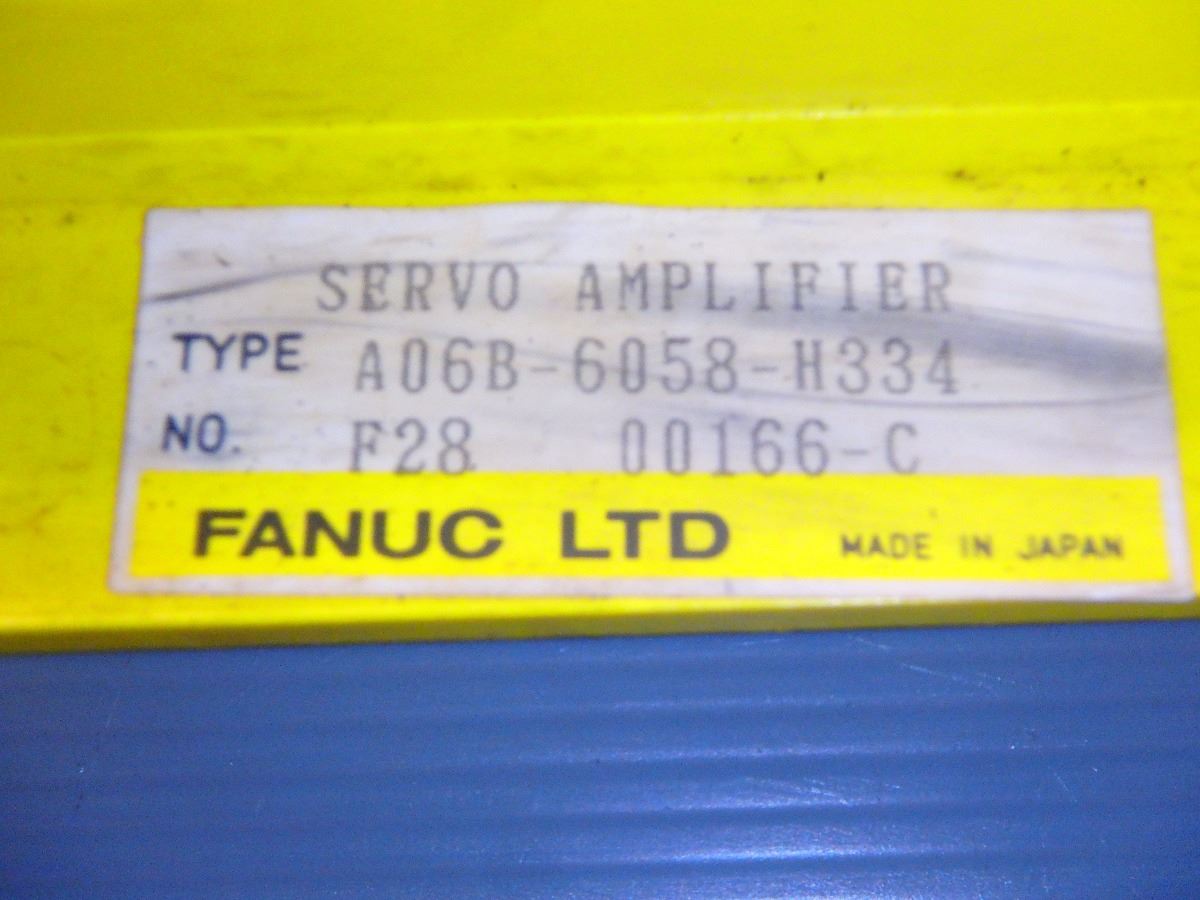 SERVO AMPLIFIER
TYPE A06B-6058-H334
NO. F28 00166-C
FANUC LTD MADE IN JAPAN